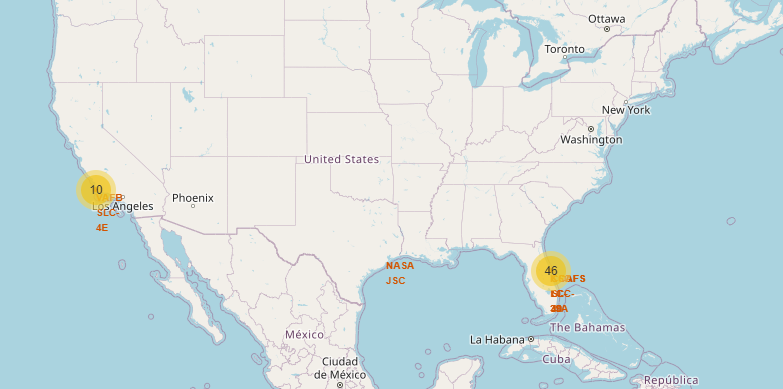 Ottawa
Toronto
New York
Washington
United States
10
Los Angeles
SLC-
4E
Phoenix
NASA
JSC
46
The Bahamas
La Habana
Cuba
México
Ciudad
de México
República